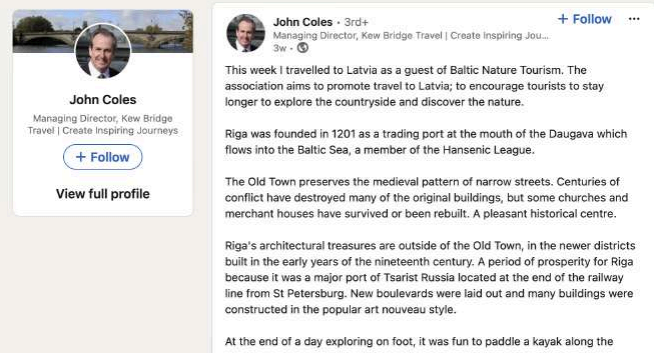 John Coles
Managing Director, Kew Bridge
Travel | Create Inspiring Journeys
+ Follow
View full profile
John Coles • 3rd+
+ Follow
Managing Director, Kew Bridge Travel | Create Inspiring Jou...
3w •
This week I travelled to Latvia as a guest of Baltic Nature Tourism. The
association aims to promote travel to Latvia; to encourage tourists to stay
longer to explore the countryside and discover the nature.
Riga was founded in 1201 as a trading port at the mouth of the Daugava which
flows into the Baltic Sea, a member of the Hansenic League.
The Old Town preserves the medieval pattern of narrow streets. Centuries of
conflict have destroyed many of the original buildings, but some churches and
merchant houses have survived or been rebuilt. A pleasant historical centre.
Riga's architectural treasures are outside of the Old Town, in the newer districts
built in the early years of the nineteenth century. A period of prosperity for Riga
because it was a major port of Tsarist Russia located at the end of the railway
line from St Petersburg. New boulevards were laid out and many buildings were
constructed in the popular art nouveau style.
At the end of a day exploring on foot, it was fun to paddle a kayak along the